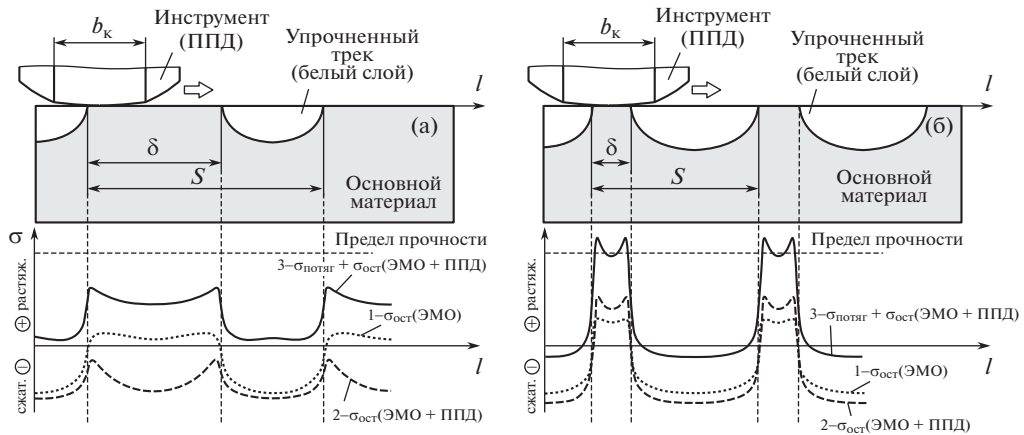 bк
Инструмент
(ППД)
Упрочненный
трек
(белый слой)
l
(а)
δ
S
Основной
материал
σ
Предел прочности
3–σпотяг + σост(ЭМО + ППД)
1–σост(ЭМО)
⊕ растяж.
сжат. ⊖
l
2–σост(ЭМО + ППД)
bк
Инструмент
(ППД)
Упрочненный
трек
(белый слой)
l
(б)
δ
S
Основной
материал
Предел прочности
3–σпотяг + σост(ЭМО + ППД)
⊕ растяж.
сжат. ⊖
l
1–σост(ЭМО)
2–σост(ЭМО + ППД)